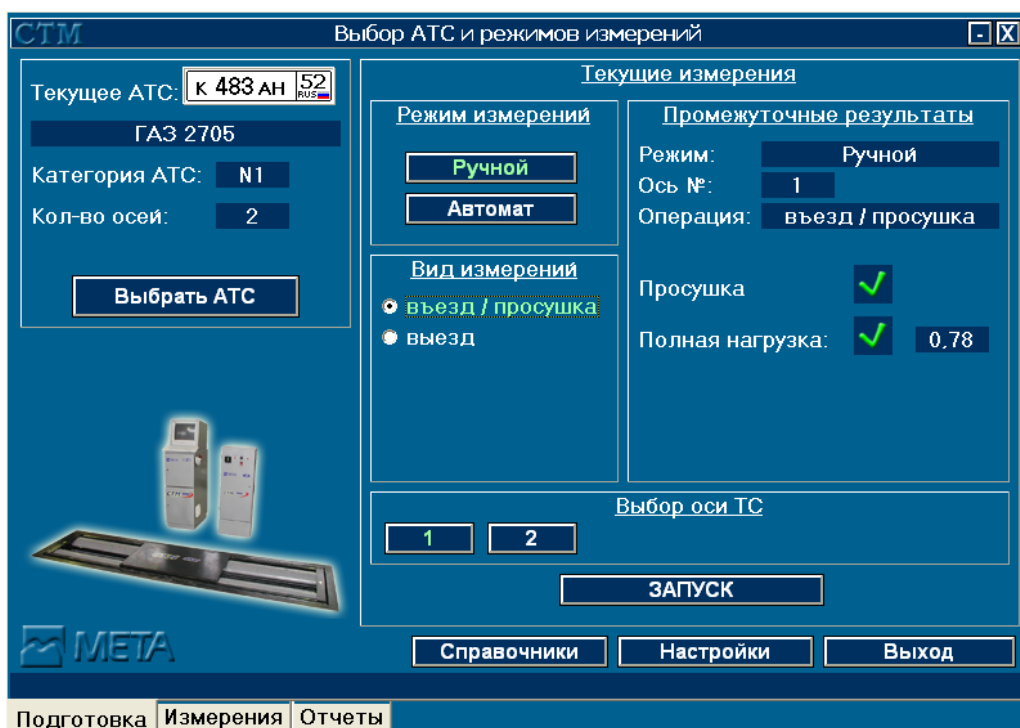 СТМ
Выбор АТС и режимов измерений
Текущее АТС: К 483 АН 52 RUS
ГАЗ 2705
Категория АТС: N1
Кол-во осей: 2
Выбрать АТС
МЕТА
Текущие измерения
Режим измерений
Ручной
Автомат
Вид измерений
въезд / просушка
выезд
Промежуточные результаты
Режим: Ручной
Ось №: 1
Операция: въезд / просушка
Просушка
Полная нагрузка: 0,78
Выбор оси ТС
1 2
ЗАПУСК
Справочники Настройки Выход
Подготовка Измерения Отчеты